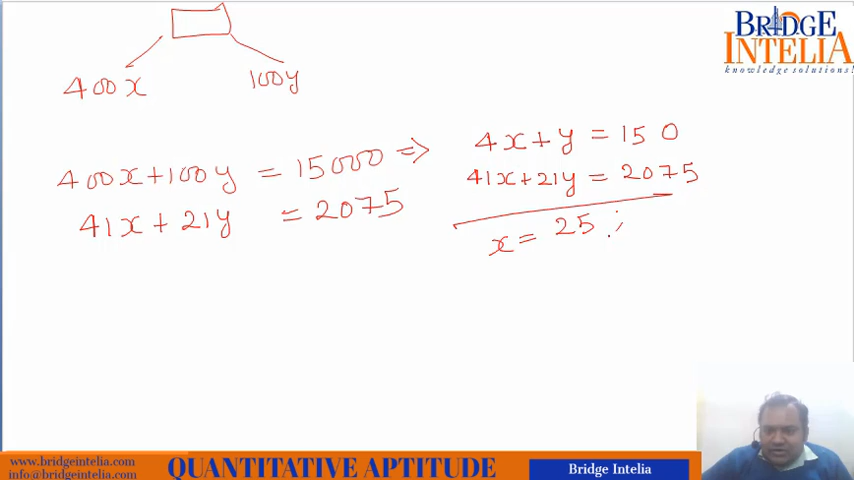 BRIDGE
INTELIA
knowledge solutions!
400x
100y
400x+100y = 15000 ⇒
41x+21y = 2075
4x+y = 150
41x+21y = 2075
x = 25 ;
www.bridgeintelia.com
info@bridgeintelia.com
QUANTITATIVE APTITUDE
Bridge Intelia